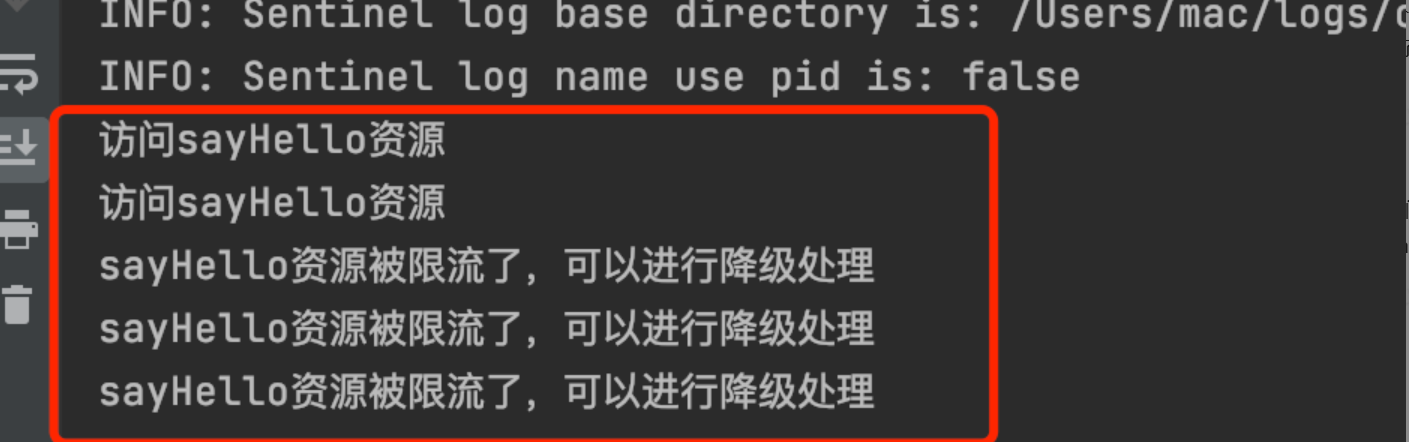 INFO: Sentinel log base directory is: /Users/mac/logs/c
INFO: Sentinel log name use pid is: false
访问sayHello资源
访问sayHello资源
sayHello资源被限流了，可以进行降级处理
sayHello资源被限流了，可以进行降级处理
sayHello资源被限流了，可以进行降级处理